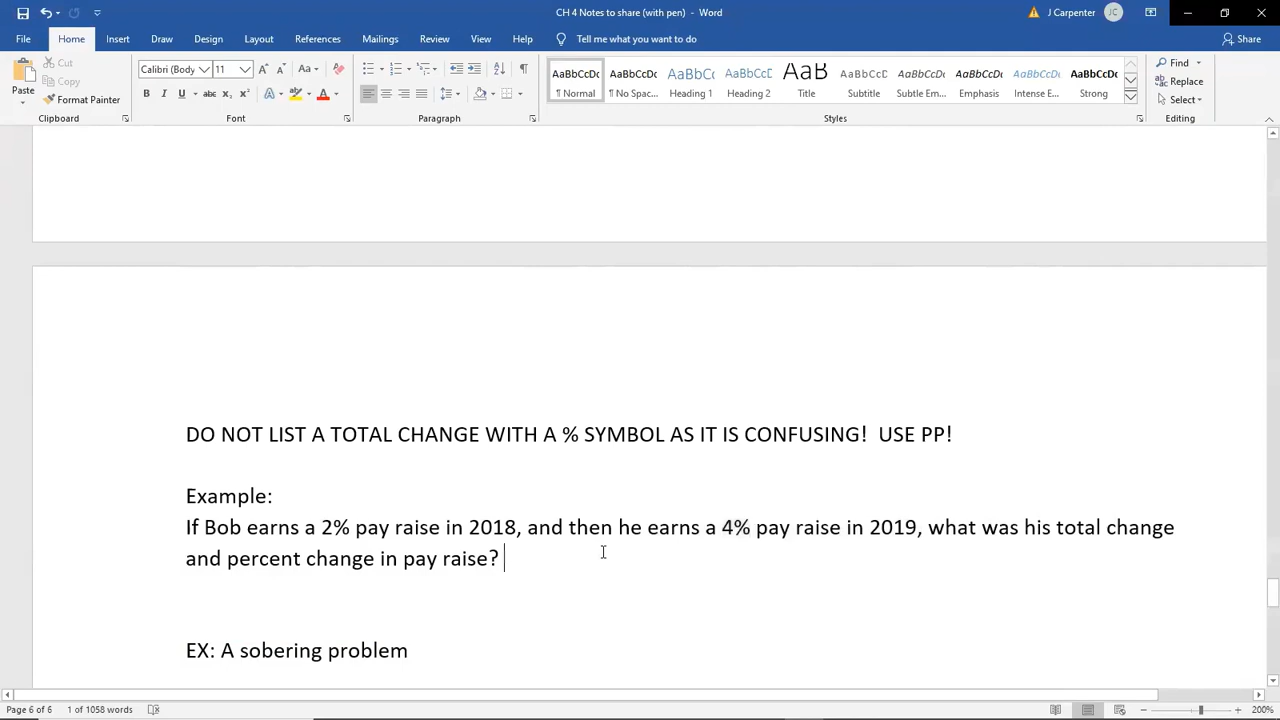 CH 4 Notes to share (with pen) - Word
J Carpenter
JC
File Home Insert Draw Design Layout References Mailings Review View Help Tell me what you want to do
Share
Paste
Cut
Copy
Format Painter
Clipboard
Calibri (Body
11
Font
Paragraph
AaBbCcDc
¶ Normal
AaBbCcDc
¶ No Spac...
AaBbCc
Heading 1
AaBbCcD
Heading 2
AaB
Title
AaBbCcD
Subtitle
AaBbCcDc
Subtle Em...
AaBbCcDc
Emphasis
AaBbCcDc
Intense E...
AaBbCcDc
Strong
Styles
Find
Replace
Select
Editing
DO NOT LIST A TOTAL CHANGE WITH A % SYMBOL AS IT IS CONFUSING! USE PP!
Example:
If Bob earns a 2% pay raise in 2018, and then he earns a 4% pay raise in 2019, what was his total change
and percent change in pay raise?
EX: A sobering problem
Page 6 of 6 1 of 1058 words
200%